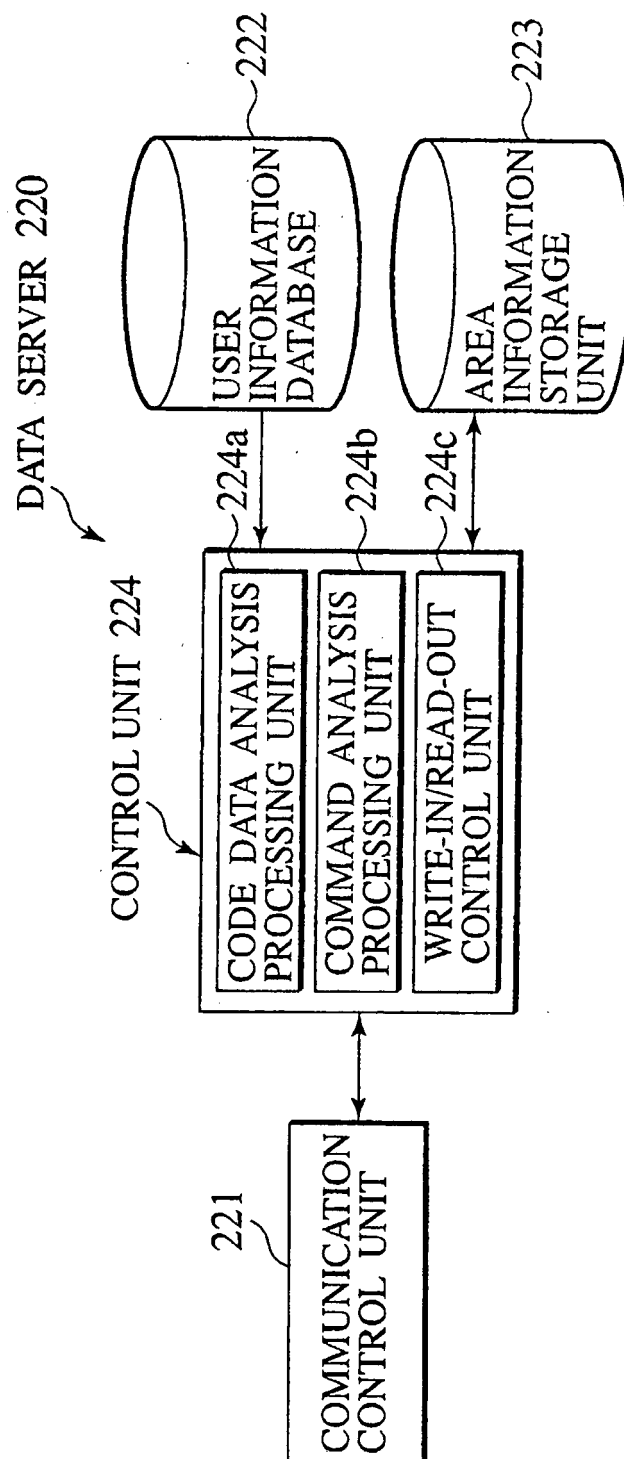 DATA SERVER 220
CONTROL UNIT 224
221
COMMUNICATION
CONTROL UNIT
CODE DATA ANALYSIS
PROCESSING UNIT
224a
COMMAND ANALYSIS
PROCESSING UNIT
224b
WRITE-IN/READ-OUT
CONTROL UNIT
224c
USER
INFORMATION
DATABASE
222
AREA
INFORMATION
STORAGE
UNIT
223